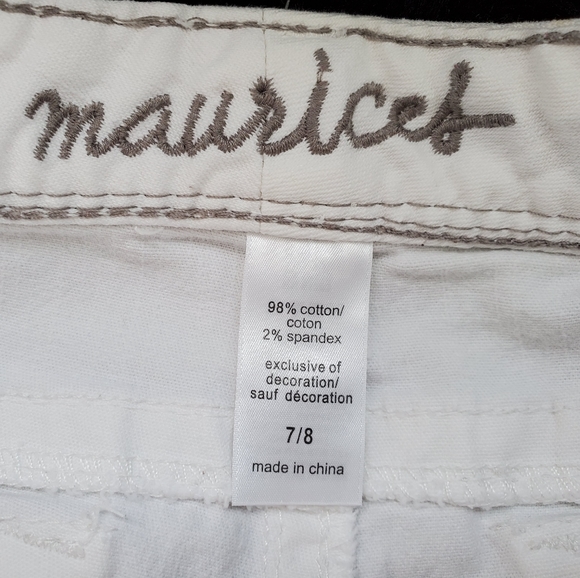 maurices
98% cotton/
coton
2% spandex
exclusive of
decoration/
sauf décoration
7/8
made in china